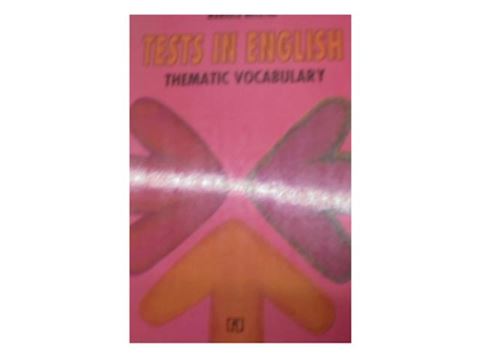 TESTS IN ENGLISH
THEMATIC VOCABULARY